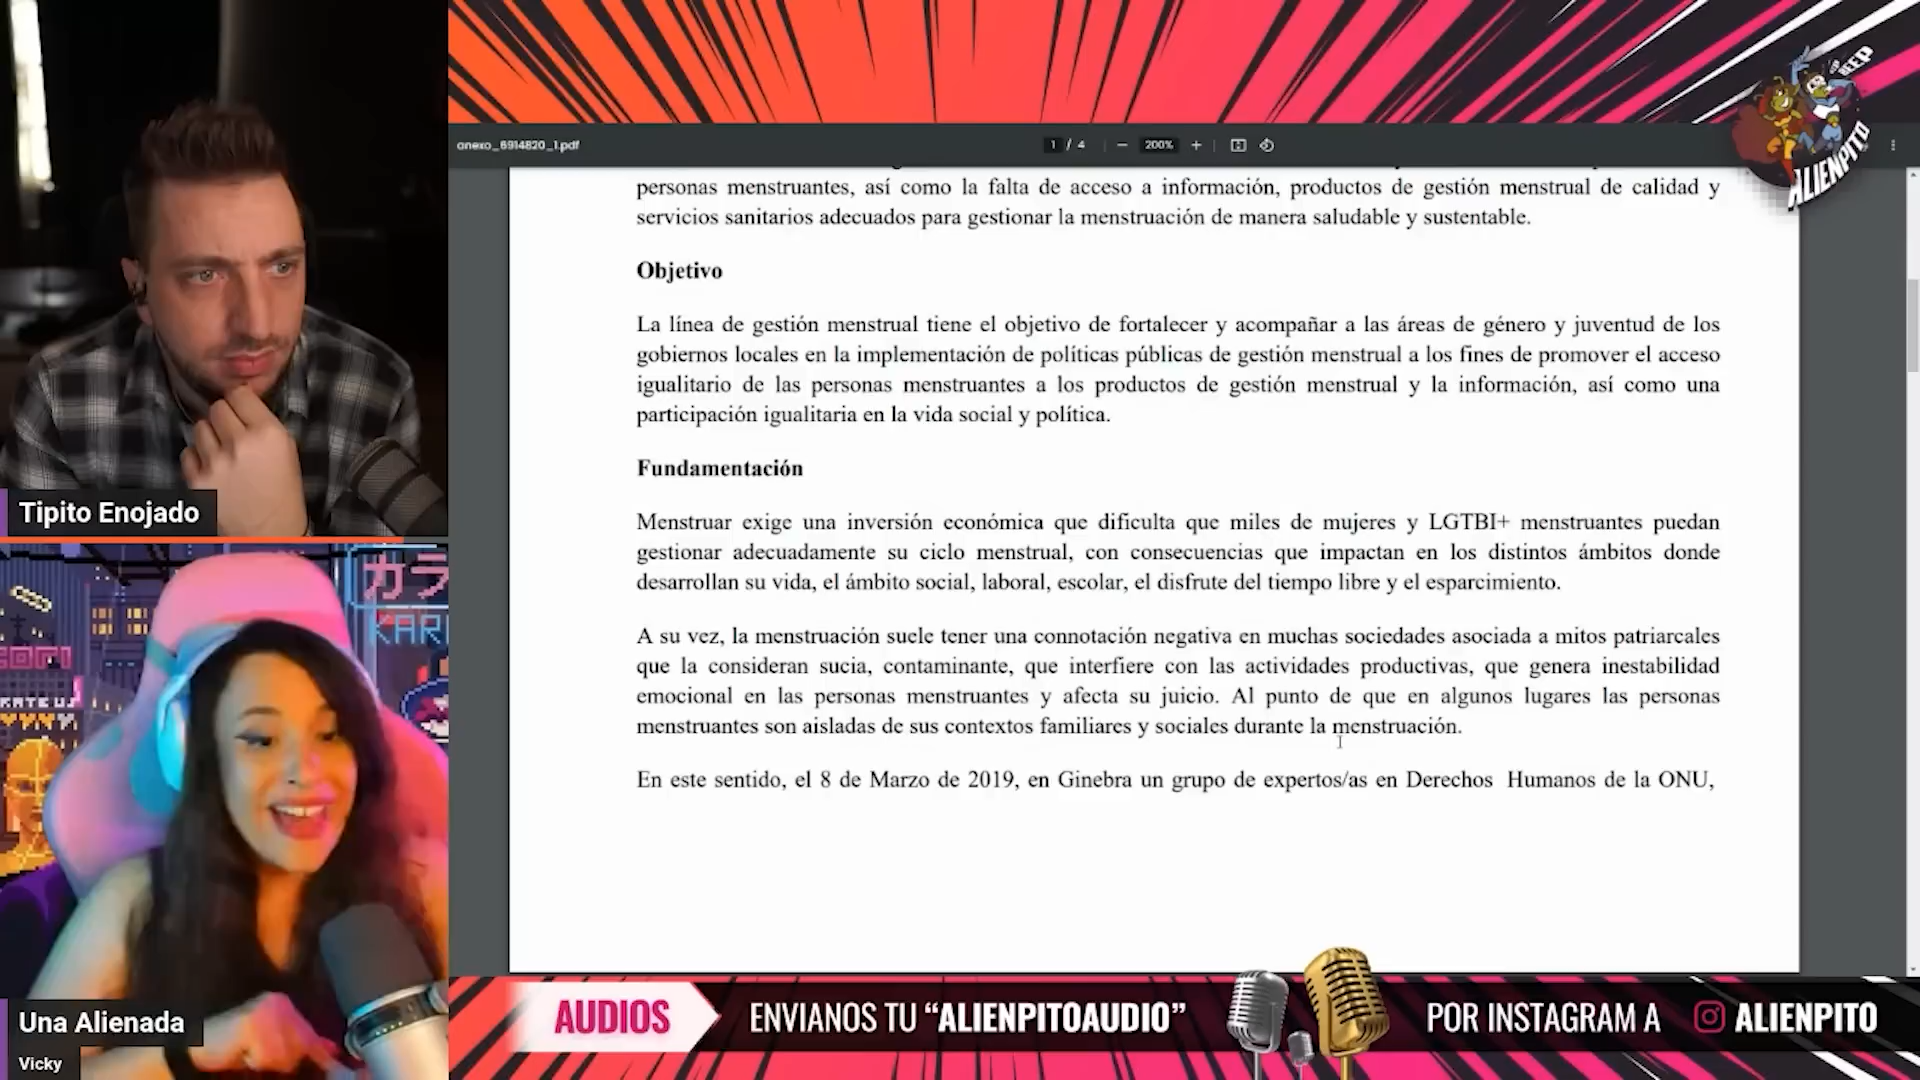 anexo_6914820_1.pdf
1 / 4
200%
BEEP
ALIENPITO
personas menstruantes, así como la falta de acceso a información, productos de gestión menstrual de calidad y
servicios sanitarios adecuados para gestionar la menstruación de manera saludable y sustentable.
Objetivo
La línea de gestión menstrual tiene el objetivo de fortalecer y acompañar a las áreas de género y juventud de los
gobiernos locales en la implementación de políticas públicas de gestión menstrual a los fines de promover el acceso
igualitario de las personas menstruantes a los productos de gestión menstrual y la información, así como una
participación igualitaria en la vida social y política.
Fundamentación
Menstruar exige una inversión económica que dificulta que miles de mujeres y LGTBI+ menstruantes puedan
gestionar adecuadamente su ciclo menstrual, con consecuencias que impactan en los distintos ámbitos donde
desarrollan su vida, el ámbito social, laboral, escolar, el disfrute del tiempo libre y el esparcimiento.
A su vez, la menstruación suele tener una connotación negativa en muchas sociedades asociada a mitos patriarcales
que la consideran sucia, contaminante, que interfiere con las actividades productivas, que genera inestabilidad
emocional en las personas menstruantes y afecta su juicio. Al punto de que en algunos lugares las personas
menstruantes son aisladas de sus contextos familiares y sociales durante la menstruación.
En este sentido, el 8 de Marzo de 2019, en Ginebra un grupo de expertos/as en Derechos Humanos de la ONU,
Tipito Enojado
カラ
KAR
Una Alienada
Vicky
AUDIOS
ENVIANOS TU “ALIENPITOAUDIO”
POR INSTAGRAM A
ALIENPITO